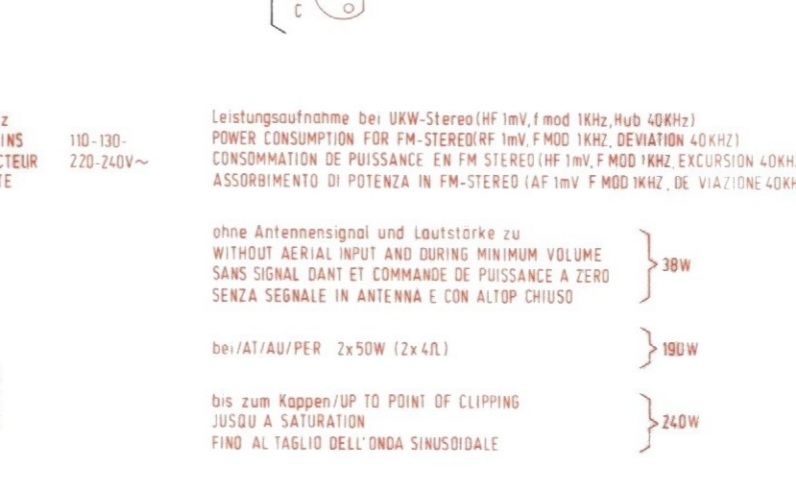 C
z
INS 110-130-
CTEUR 220-240V~
TE
Leistungsaufnahme bei UKW-Stereo(HF 1mV,f mod 1KHz,Hub 40KHz)
POWER CONSUMPTION FOR FM-STEREO(RF 1mV, F MOD 1KHZ, DEVIATION 40KHZ)
CONSOMMATION DE PUISSANCE EN FM STEREO (HF 1mV, F MOD 1KHZ, EXCURSION 40KH
ASSORBIMENTO DI POTENZA IN FM-STEREO (AF 1mV F MOD 1KHZ, DE VIAZIONE 40KH
ohne Antennensignal und Lautstärke zu
WITHOUT AERIAL INPUT AND DURING MINIMUM VOLUME
SANS SIGNAL DANT ET COMMANDE DE PUISSANCE A ZERO
SENZA SEGNALE IN ANTENNA E CON ALTOP CHIUSO
38W
bei/AT/AU/PER 2x50W (2x4Ω)
190W
bis zum Kappen/UP TO POINT OF CLIPPING
JUSQU A SATURATION
FINO AL TAGLIO DELL'ONDA SINUSOIDALE
240W